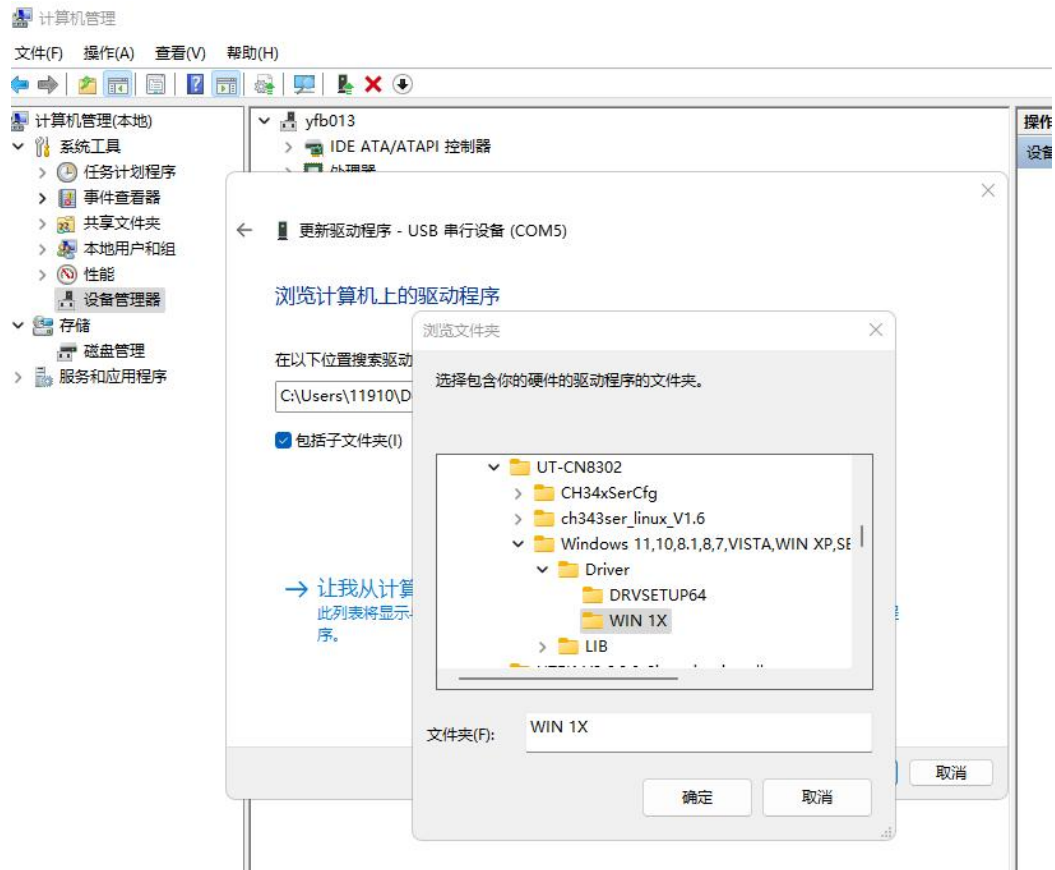 计算机管理
文件(F) 操作(A) 查看(V) 帮助(H)
计算机管理(本地)
系统工具
任务计划程序
事件查看器
共享文件夹
本地用户和组
性能
设备管理器
存储
磁盘管理
服务和应用程序
yfb013
IDE ATA/ATAPI 控制器
处理器
操作
设备
更新驱动程序 - USB 串行设备 (COM5)
浏览计算机上的驱动程序
在以下位置搜索驱动
C:\Users\11910\D
包括子文件夹(I)
让我从计算
此列表将显示
序。
取消
浏览文件夹
选择包含你的硬件的驱动程序的文件夹。
UT-CN8302
CH34xSerCfg
ch343ser_linux_V1.6
Windows 11,10,8.1,8,7,VISTA,WIN XP,SE
Driver
DRVSETUP64
WIN 1X
LIB
文件夹(F): WIN 1X
确定 取消